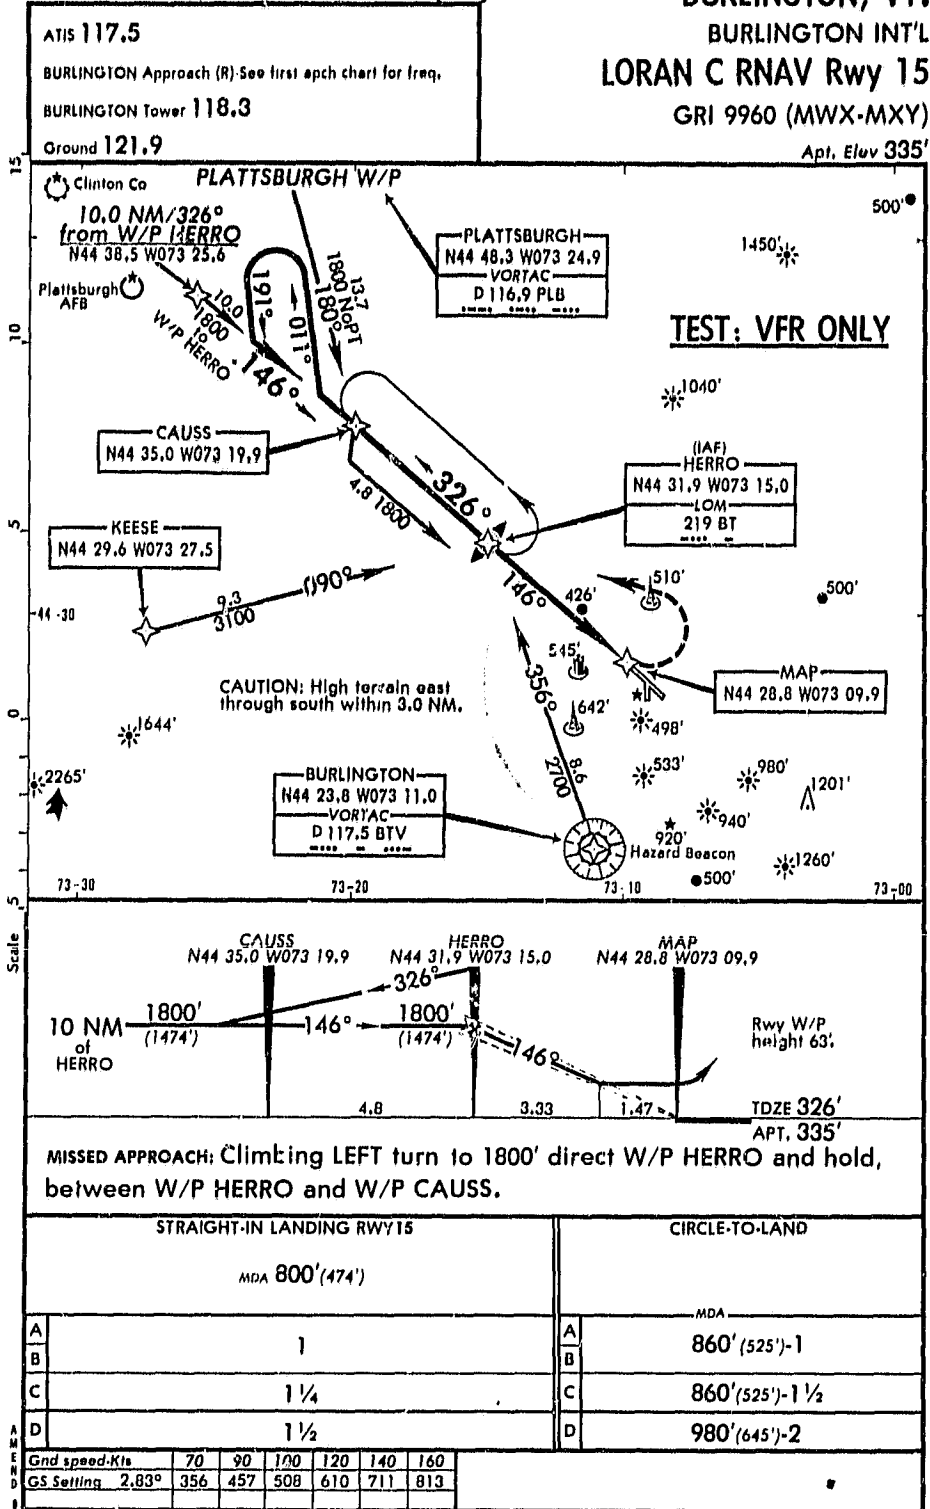 BURLINGTON, VT.
BURLINGTON INT'L
LORAN C RNAV Rwy 15
GRI 9960 (MWX-MXY)
Apt. Elev 335'
ATIS 117.5
BURLINGTON Approach (R) See first apch chart for freq.
BURLINGTON Tower 118.3
Ground 121.9
15
Clinton Co
PLATTSBURGH W/P
10.0 NM/326°
from W/P HERRO
N44 38.5 W073 25.6
Plattsburgh
AFB
10.0
1800
to
W/P HERRO
146°
191°
011°
13.7
1800 NoPT
180°
PLATTSBURGH
N44 48.3 W073 24.9
VORTAC
D 116.9 PLB
500'
1450'
TEST: VFR ONLY
10
1040'
CAUSS
N44 35.0 W073 19.9
326°
4.8 1800
(IAF)
HERRO
N44 31.9 W073 15.0
LOM
219 BT
5
KEESE
N44 29.6 W073 27.5
090°
9.3
3100
44-30
146°
426'
510'
500'
545'
356°
642'
MAP
N44 28.8 W073 09.9
CAUTION: High terrain east
through south within 3.0 NM.
0
1644'
498'
2265'
533'
980'
1201'
8.6
2700
BURLINGTON
N44 23.8 W073 11.0
VORTAC
D 117.5 BTV
940'
920'
Hazard Beacon
1260'
500'
73-30
73-20
73-10
73-00
5
Scale
CAUSS
N44 35.0 W073 19.9
HERRO
N44 31.9 W073 15.0
MAP
N44 28.8 W073 09.9
326°
10 NM
of
HERRO
1800'
(1474')
146°
1800'
(1474')
146°
Rwy W/P
height 63'.
4.8
3.33
1.47
TDZE 326'
APT. 335'
MISSED APPROACH: Climbing LEFT turn to 1800' direct W/P HERRO and hold,
between W/P HERRO and W/P CAUSS.
STRAIGHT-IN LANDING RWY15
CIRCLE-TO-LAND
MDA 800'(474')
MDA
A
B
1
A
B
860'(525')-1
C
1¼
C
860'(525')-1½
D
1½
D
980'(645')-2
Gnd speed-Kts 70 90 100 120 140 160
GS Setting 2.83° 356 457 508 610 711 813
AMEND